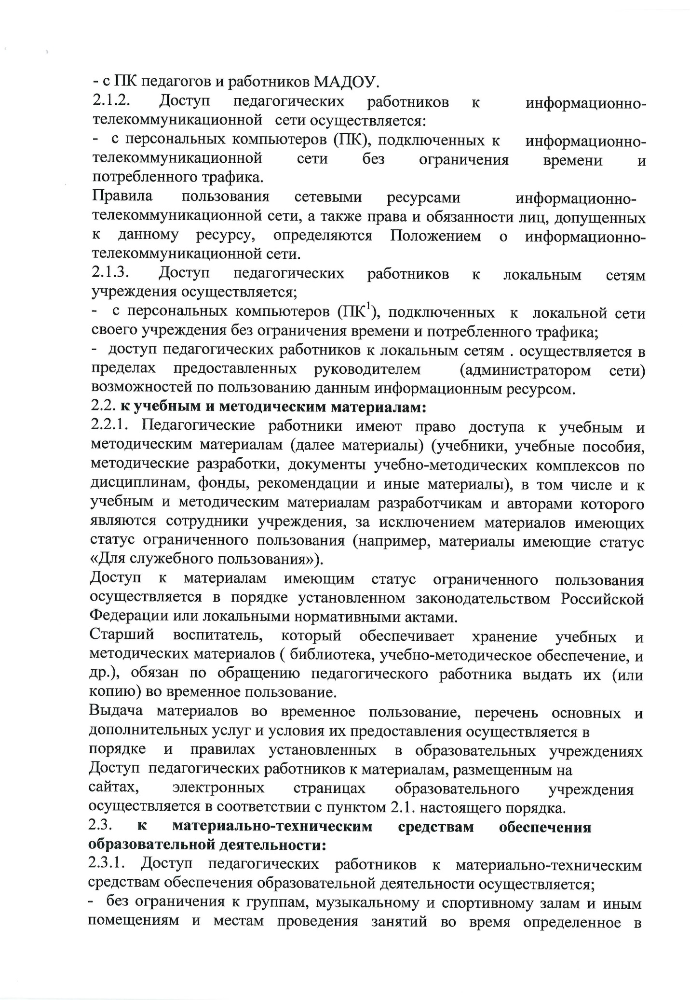 - с ПК педагогов и работников МАДОУ.
2.1.2. Доступ педагогических работников к информационно-
телекоммуникационной сети осуществляется:
- с персональных компьютеров (ПК), подключенных к информационно-
телекоммуникационной сети без ограничения времени и
потребленного трафика.
Правила пользования сетевыми ресурсами информационно-
телекоммуникационной сети, а также права и обязанности лиц, допущенных
к данному ресурсу, определяются Положением о информационно-
телекоммуникационной сети.
2.1.3. Доступ педагогических работников к локальным сетям
учреждения осуществляется;
- с персональных компьютеров (ПК¹), подключенных к локальной сети
своего учреждения без ограничения времени и потребленного трафика;
- доступ педагогических работников к локальным сетям . осуществляется в
пределах предоставленных руководителем (администратором сети)
возможностей по пользованию данным информационным ресурсом.
2.2. к учебным и методическим материалам:
2.2.1. Педагогические работники имеют право доступа к учебным и
методическим материалам (далее материалы) (учебники, учебные пособия,
методические разработки, документы учебно-методических комплексов по
дисциплинам, фонды, рекомендации и иные материалы), в том числе и к
учебным и методическим материалам разработчикам и авторами которого
являются сотрудники учреждения, за исключением материалов имеющих
статус ограниченного пользования (например, материалы имеющие статус
«Для служебного пользования»).
Доступ к материалам имеющим статус ограниченного пользования
осуществляется в порядке установленном законодательством Российской
Федерации или локальными нормативными актами.
Старший воспитатель, который обеспечивает хранение учебных и
методических материалов ( библиотека, учебно-методическое обеспечение, и
др.), обязан по обращению педагогического работника выдать их (или
копию) во временное пользование.
Выдача материалов во временное пользование, перечень основных и
дополнительных услуг и условия их предоставления осуществляется в
порядке и правилах установленных в образовательных учреждениях
Доступ педагогических работников к материалам, размещенным на
сайтах, электронных страницах образовательного учреждения
осуществляется в соответствии с пунктом 2.1. настоящего порядка.
2.3. к материально-техническим средствам обеспечения
образовательной деятельности:
2.3.1. Доступ педагогических работников к материально-техническим
средствам обеспечения образовательной деятельности осуществляется;
- без ограничения к группам, музыкальному и спортивному залам и иным
помещениям и местам проведения занятий во время определенное в